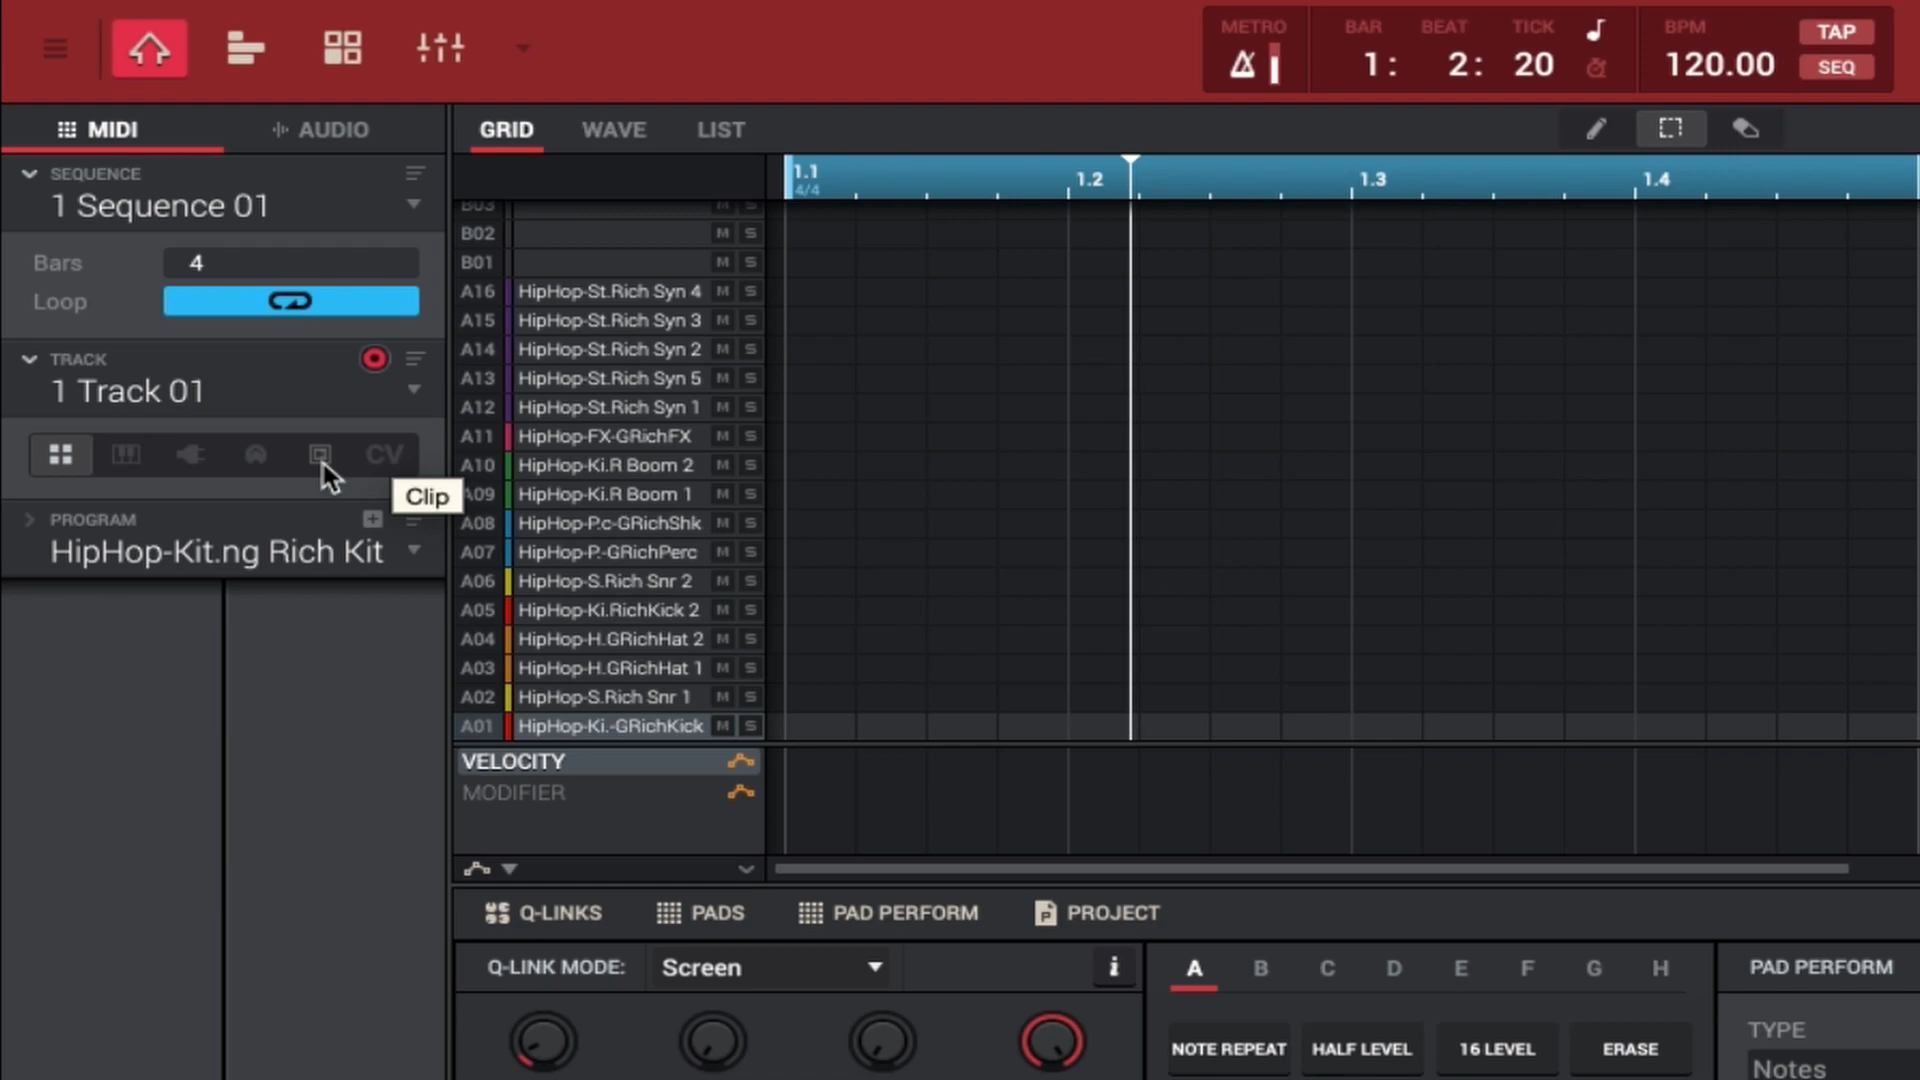 METRO
BAR BEAT TICK
1: 2: 20
BPM
120.00
TAP
SEQ
MIDI
AUDIO
SEQUENCE
1 Sequence 01
Bars 4
Loop
TRACK
1 Track 01
CV
Clip
PROGRAM
HipHop-Kit.ng Rich Kit
GRID WAVE LIST
1.1 1.2 1.3 1.4
4/4
B03 M S
B02 M S
B01 M S
A16 HipHop-St.Rich Syn 4 M S
A15 HipHop-St.Rich Syn 3 M S
A14 HipHop-St.Rich Syn 2 M S
A13 HipHop-St.Rich Syn 5 M S
A12 HipHop-St.Rich Syn 1 M S
A11 HipHop-FX-GRichFX M S
A10 HipHop-Ki.R Boom 2 M S
A09 HipHop-Ki.R Boom 1 M S
A08 HipHop-P.c-GRichShk M S
A07 HipHop-P.-GRichPerc M S
A06 HipHop-S.Rich Snr 2 M S
A05 HipHop-Ki.RichKick 2 M S
A04 HipHop-H.GRichHat 2 M S
A03 HipHop-H.GRichHat 1 M S
A02 HipHop-S.Rich Snr 1 M S
A01 HipHop-Ki.-GRichKick M S
VELOCITY
MODIFIER
Q-LINKS PADS PAD PERFORM PROJECT
Q-LINK MODE: Screen
A B C D E F G H
NOTE REPEAT HALF LEVEL 16 LEVEL ERASE
PAD PERFORM
TYPE
Notes